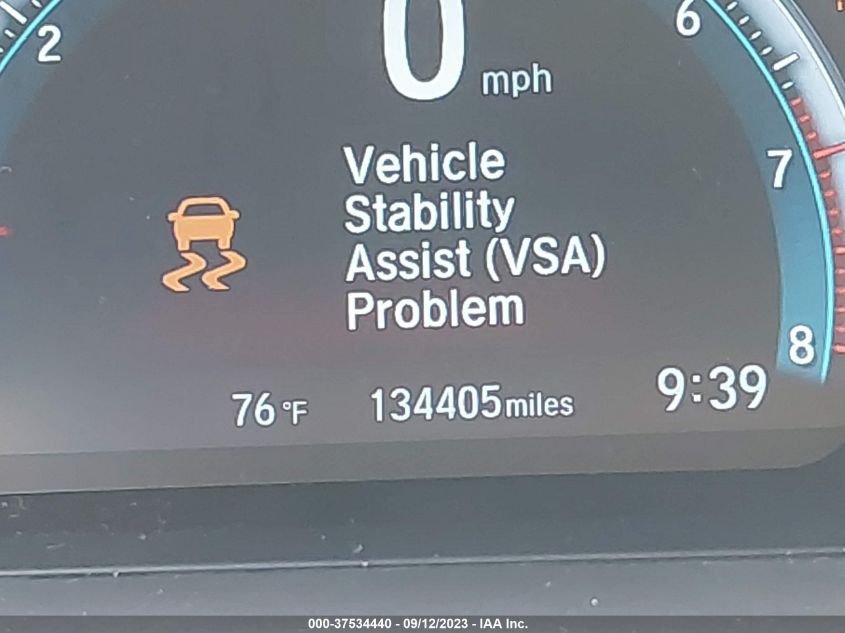 2
0 mph
6
7
8
Vehicle
Stability
Assist (VSA)
Problem
76 °F 134405 miles 9:39
000-37534440 - 09/12/2023 - IAA Inc.